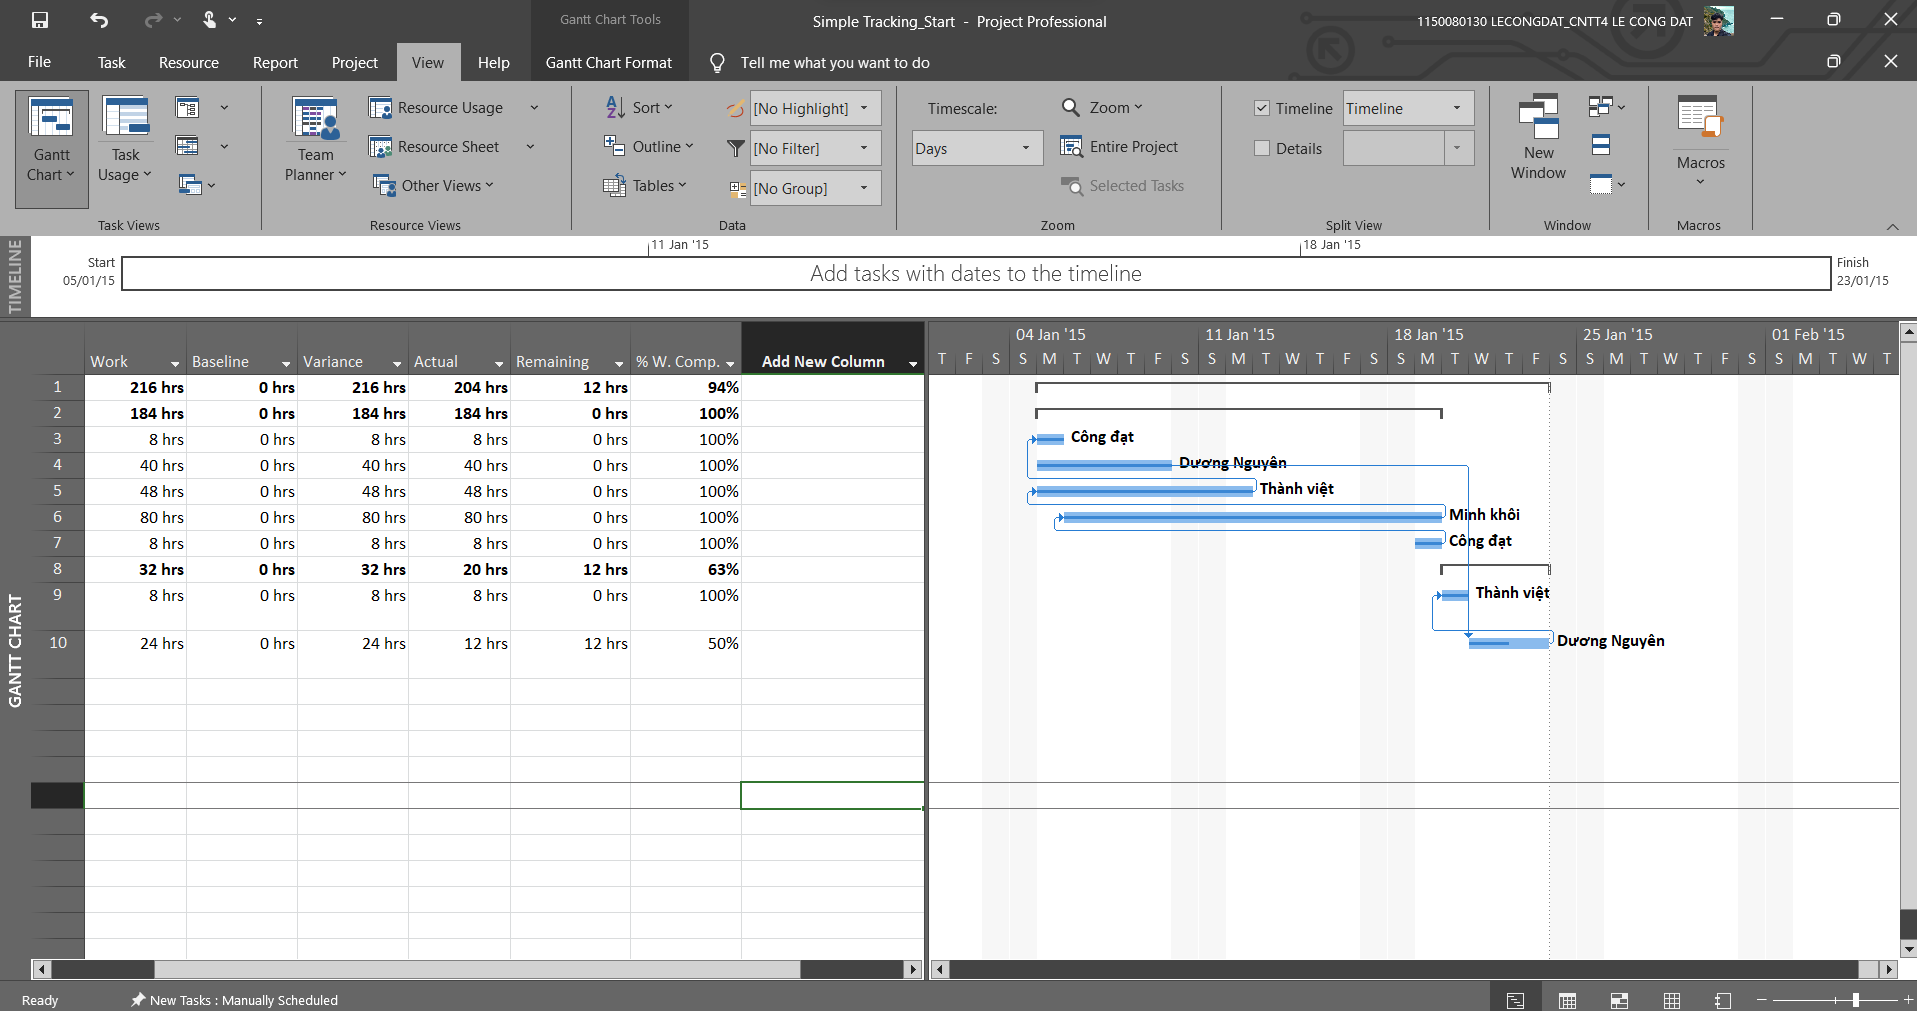 Gantt Chart Tools
Simple Tracking_Start - Project Professional
1150080130 LECONGDAT_CNTT4 LE CONG DAT
File Task Resource Report Project View Help Gantt Chart Format Tell me what you want to do
Gantt Chart
Task Usage
Task Views
Team Planner
Resource Usage
Resource Sheet
Other Views
Resource Views
Sort
Outline
Tables
[No Highlight]
[No Filter]
[No Group]
Data
Timescale:
Days
Zoom
Entire Project
Selected Tasks
Zoom
Timeline Timeline
Details
Split View
New Window
Window
Macros
Macros
TIMELINE
11 Jan '15 18 Jan '15
Start
05/01/15
Add tasks with dates to the timeline
Finish
23/01/15
GANTT CHART
Work Baseline Variance Actual Remaining % W. Comp. Add New Column
1 216 hrs 0 hrs 216 hrs 204 hrs 12 hrs 94%
2 184 hrs 0 hrs 184 hrs 184 hrs 0 hrs 100%
3 8 hrs 0 hrs 8 hrs 8 hrs 0 hrs 100%
4 40 hrs 0 hrs 40 hrs 40 hrs 0 hrs 100%
5 48 hrs 0 hrs 48 hrs 48 hrs 0 hrs 100%
6 80 hrs 0 hrs 80 hrs 80 hrs 0 hrs 100%
7 8 hrs 0 hrs 8 hrs 8 hrs 0 hrs 100%
8 32 hrs 0 hrs 32 hrs 20 hrs 12 hrs 63%
9 8 hrs 0 hrs 8 hrs 8 hrs 0 hrs 100%
10 24 hrs 0 hrs 24 hrs 12 hrs 12 hrs 50%
04 Jan '15 11 Jan '15 18 Jan '15 25 Jan '15 01 Feb '15
T F S S M T W T F S S M T W T F S S M T W T F S S M T W T F S S M T W T
Công đạt
Dương Nguyên
Thành việt
Minh khôi
Công đạt
Thành việt
Dương Nguyên
Ready New Tasks : Manually Scheduled